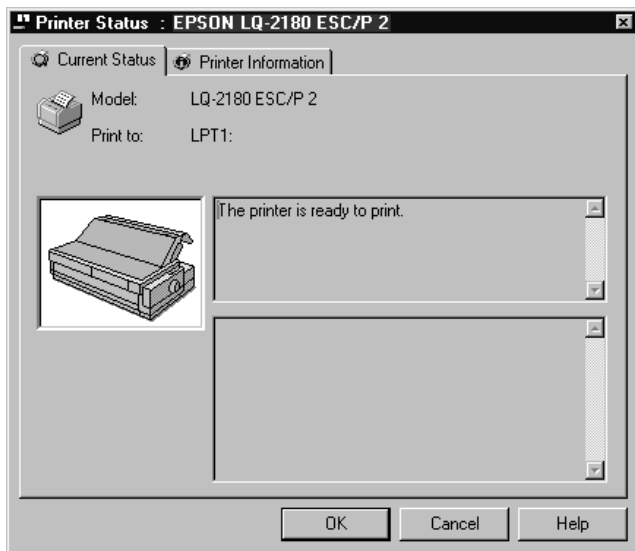 Printer Status : EPSON LQ-2180 ESC/P 2
Current Status Printer Information
Model: LQ-2180 ESC/P 2
Print to: LPT1:
The printer is ready to print.
OK Cancel Help